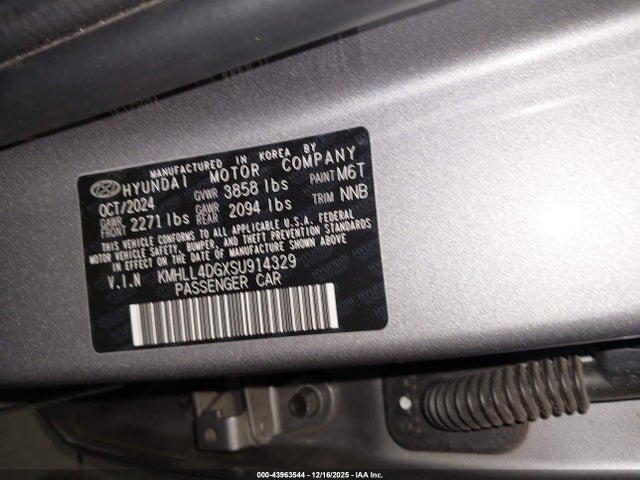 MANUFACTURED IN KOREA BY
HYUNDAI MOTOR COMPANY
OCT/2024 GVWR 3858 lbs PAINT M6T
GAWR FRONT 2271 lbs GAWR REAR 2094 lbs TRIM NNB
THIS VEHICLE CONFORMS TO ALL APPLICABLE U.S.A. FEDERAL
MOTOR VEHICLE SAFETY, BUMPER, AND THEFT PREVENTION
STANDARDS IN EFFECT ON THE DATE OF MANUFACTURE SHOWN ABOVE.
V.I.N KMHLL4DGXSU914329
PASSENGER CAR
000-43963544 - 12/16/2025 - IAA Inc.